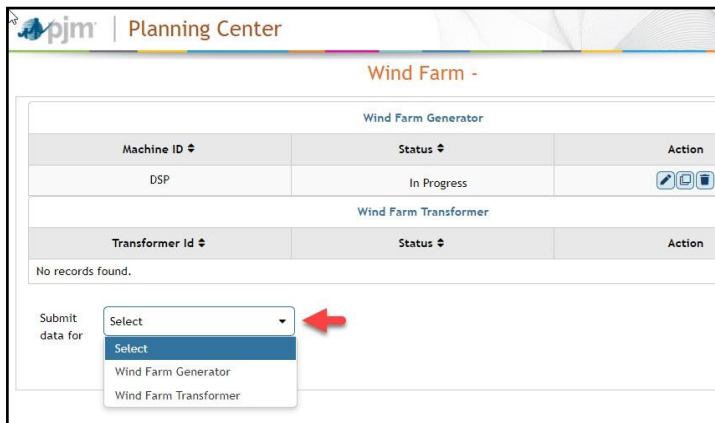 pjm | Planning Center
Wind Farm -
Wind Farm Generator
Machine ID Status Action
DSP In Progress
Wind Farm Transformer
Transformer Id Status Action
No records found.
Submit data for
Select
Select
Wind Farm Generator
Wind Farm Transformer